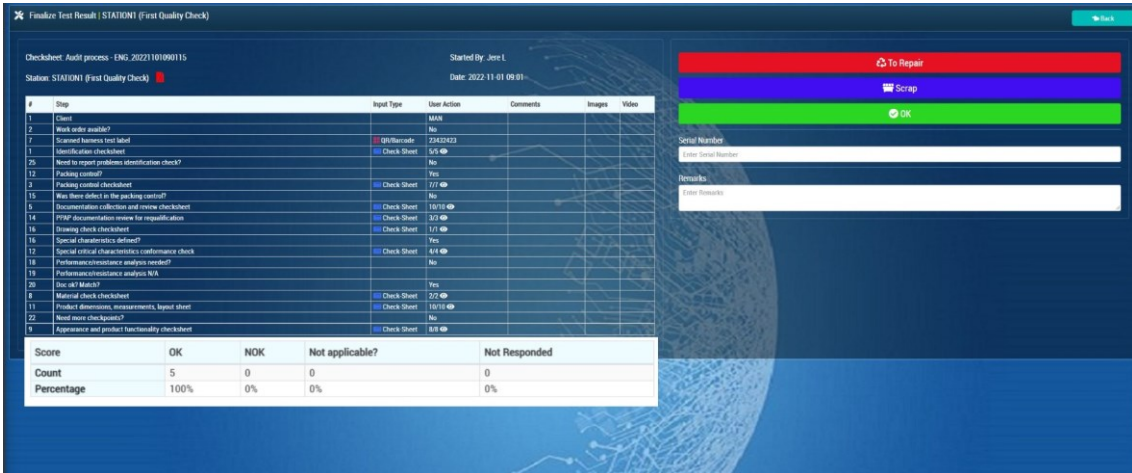 Finalize Test Result | STATION1 (First Quality Check)
Back
Checksheet: Audit process - ENG_20221101090115
Started By: Jere L
Station: STATION1 (First Quality Check)
Date: 2022-11-01 09:01
To Repair
Scrap
OK
Serial Number
Enter Serial Number
Remarks
Enter Remarks
# Step Input Type User Action Comments Images Video
1 Client MAN
2 Work order avaible? No
7 Scanned harness test label QR/Barcode 23432423
1 Identification checksheet Check-Sheet 5/5
25 Need to report problems identification check? No
12 Packing control? Yes
3 Packing control checksheet Check-Sheet 7/7
15 Was there defect in the packing control? No
5 Documentation collection and review checksheet Check-Sheet 10/10
14 PPAP documentation review for requalification Check-Sheet 3/3
16 Drawing check checksheet Check-Sheet 1/1
16 Special charateristics defined? Yes
12 Special critical characteristics conformance check Check-Sheet 4/4
18 Performance/resistance analysis needed? No
19 Performance/resistance analysis N/A
20 Doc ok? Match? Yes
8 Material check checksheet Check-Sheet 2/2
11 Product dimensions, measurements, layout sheet Check-Sheet 10/10
22 Need more checkpoints? No
9 Appearance and product functionality checksheet Check-Sheet 8/8
Score OK NOK Not applicable? Not Responded
Count 5 0 0 0
Percentage 100% 0% 0% 0%